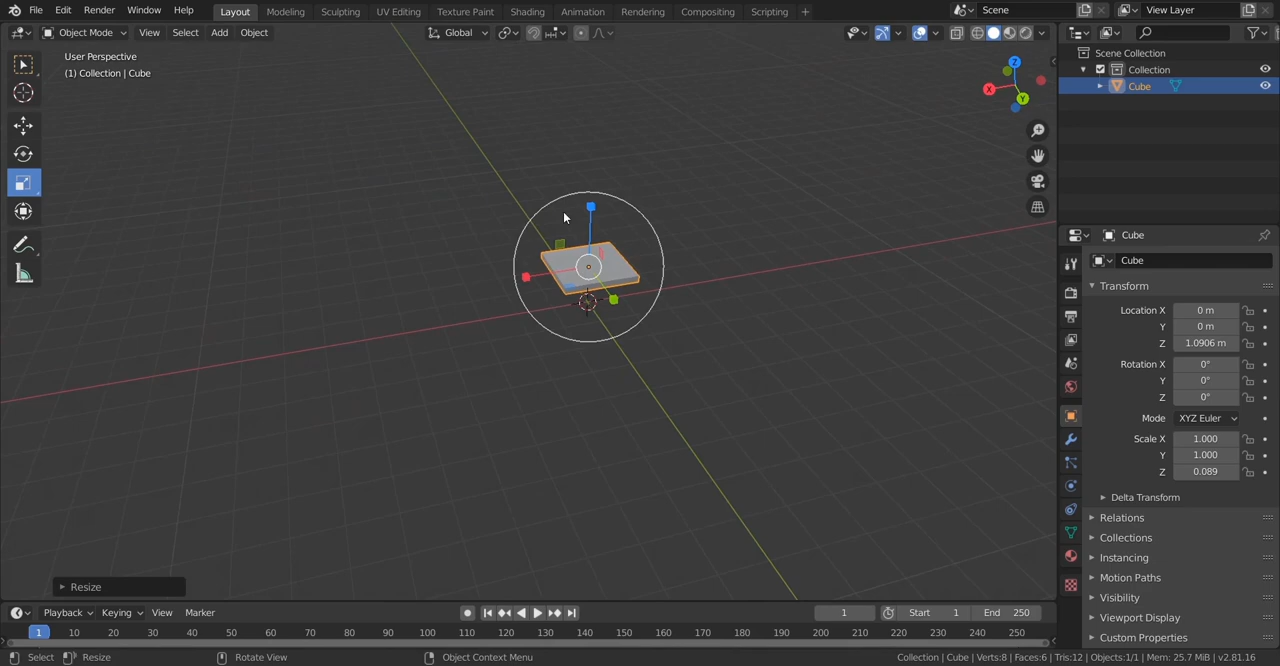 File Edit Render Window Help Layout Modeling Sculpting UV Editing Texture Paint Shading Animation Rendering Compositing Scripting + Scene View Layer
Object Mode View Select Add Object Global
User Perspective
(1) Collection | Cube
Z
X
Y
Scene Collection
Collection
Cube
Cube
Cube
Transform
Location X 0 m
Y 0 m
Z 1.0906 m
Rotation X 0°
Y 0°
Z 0°
Mode XYZ Euler
Scale X 1.000
Y 1.000
Z 0.089
Delta Transform
Relations
Collections
Instancing
Motion Paths
Visibility
Viewport Display
Custom Properties
Resize
Playback Keying View Marker 1 Start 1 End 250
1 10 20 30 40 50 60 70 80 90 100 110 120 130 140 150 160 170 180 190 200 210 220 230 240 250
Select Resize Rotate View Object Context Menu Collection | Cube | Verts:8 | Faces:6 | Tris:12 | Objects:1/1 | Mem: 25.7 MiB | v2.81.16